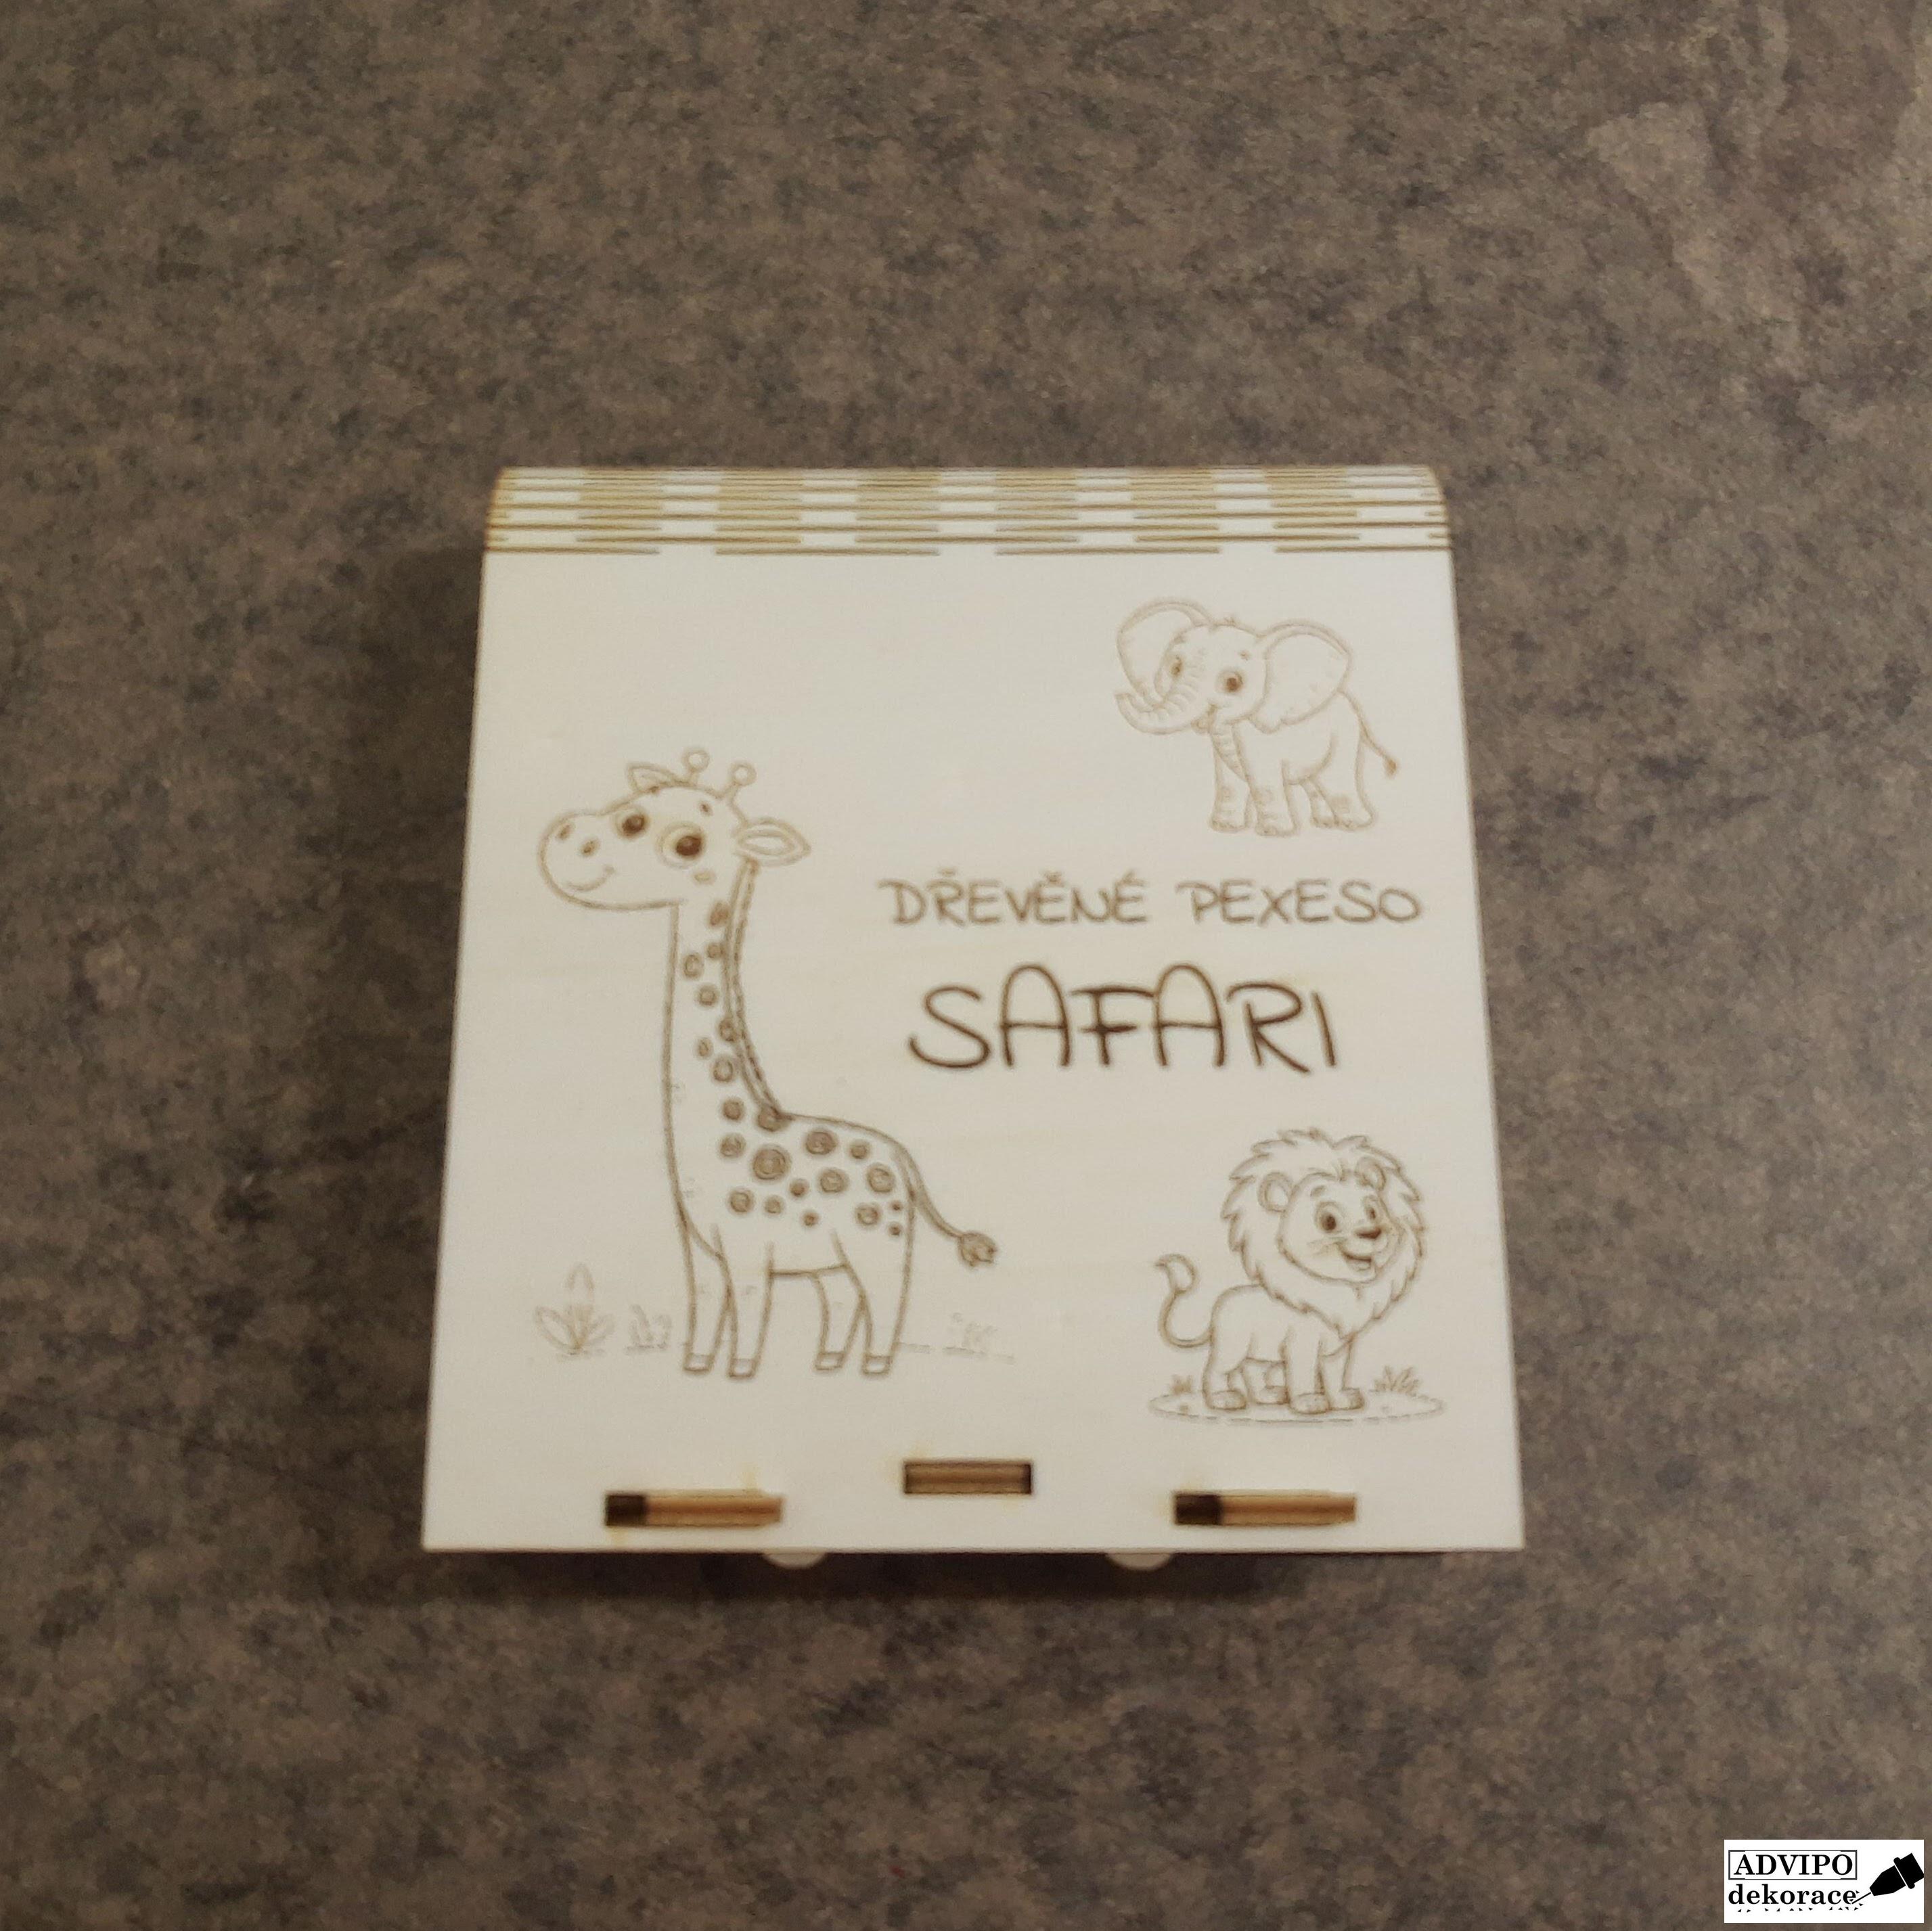 DŘEVĚNÉ PEXESO
SAFARI
ADVIPO
dekorace